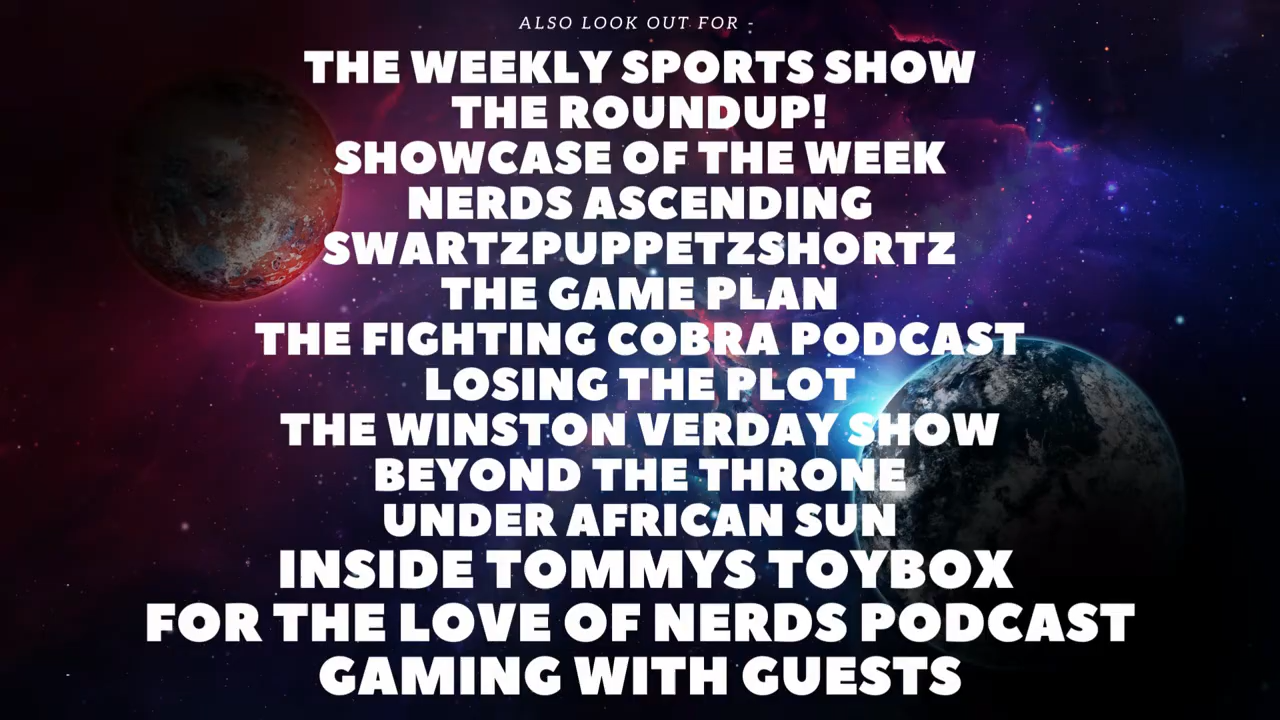 ALSO LOOK OUT FOR -
THE WEEKLY SPORTS SHOW
THE ROUNDUP!
SHOWCASE OF THE WEEK
NERDS ASCENDING
SWARTZPUPPETZSHORTZ
THE GAME PLAN
THE FIGHTING COBRA PODCAST
LOSING THE PLOT
THE WINSTON VERDAY SHOW
BEYOND THE THRONE
UNDER AFRICAN SUN
INSIDE TOMMYS TOYBOX
FOR THE LOVE OF NERDS PODCAST
GAMING WITH GUESTS